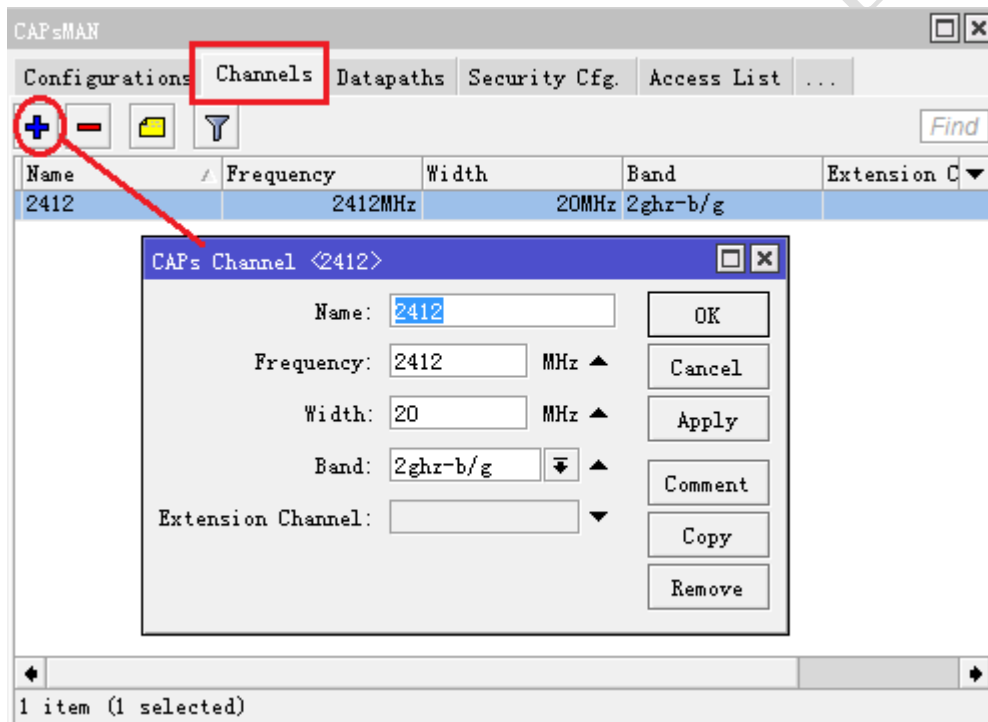 CAPsMAN
Configurations Channels Datapaths Security Cfg. Access List ...
Find
Name Frequency Width Band Extension C
2412 2412MHz 20MHz 2ghz-b/g
CAPs Channel <2412>
Name: 2412 OK
Frequency: 2412 MHz Cancel
Width: 20 MHz Apply
Band: 2ghz-b/g Comment
Extension Channel: Copy
Remove
1 item (1 selected)